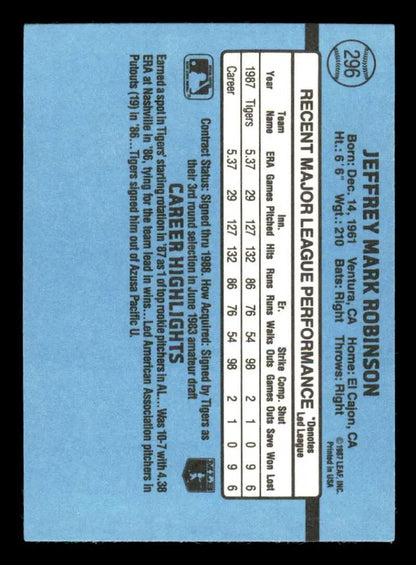 296
JEFFREY MARK ROBINSON
Born: Dec. 14, 1961 Ventura, CA Home: El Cajon, CA
Ht.: 6'6" Wgt.: 210 Bats: Right Throws: Right
© 1987 LEAF, INC.
Printed in USA
RECENT MAJOR LEAGUE PERFORMANCE *Denotes Led League
Team Inn. Er. Strike Comp. Shut
Year Name ERA Games Pitched Hits Runs Runs Walks Outs Games Outs Save Won Lost
1987 Tigers 5.37 29 127 132 86 76 54 98 2 1 0 9 6
Career 5.37 29 127 132 86 76 54 98 2 1 0 9 6
Contract Status: Signed thru 1988. How Acquired: Signed by Tigers as
their 3rd round selection in June 1983 amateur draft
CAREER HIGHLIGHTS
Earned a spot in Tigers' starting rotation in '87 as 1 of top rookie pitchers in AL... Was 10-7 with 4.38
ERA at Nashville in '86, tying for the team lead in wins... Led American Association pitchers in
Putouts (19) in '86... Tigers signed him out of Azusa Pacific U.